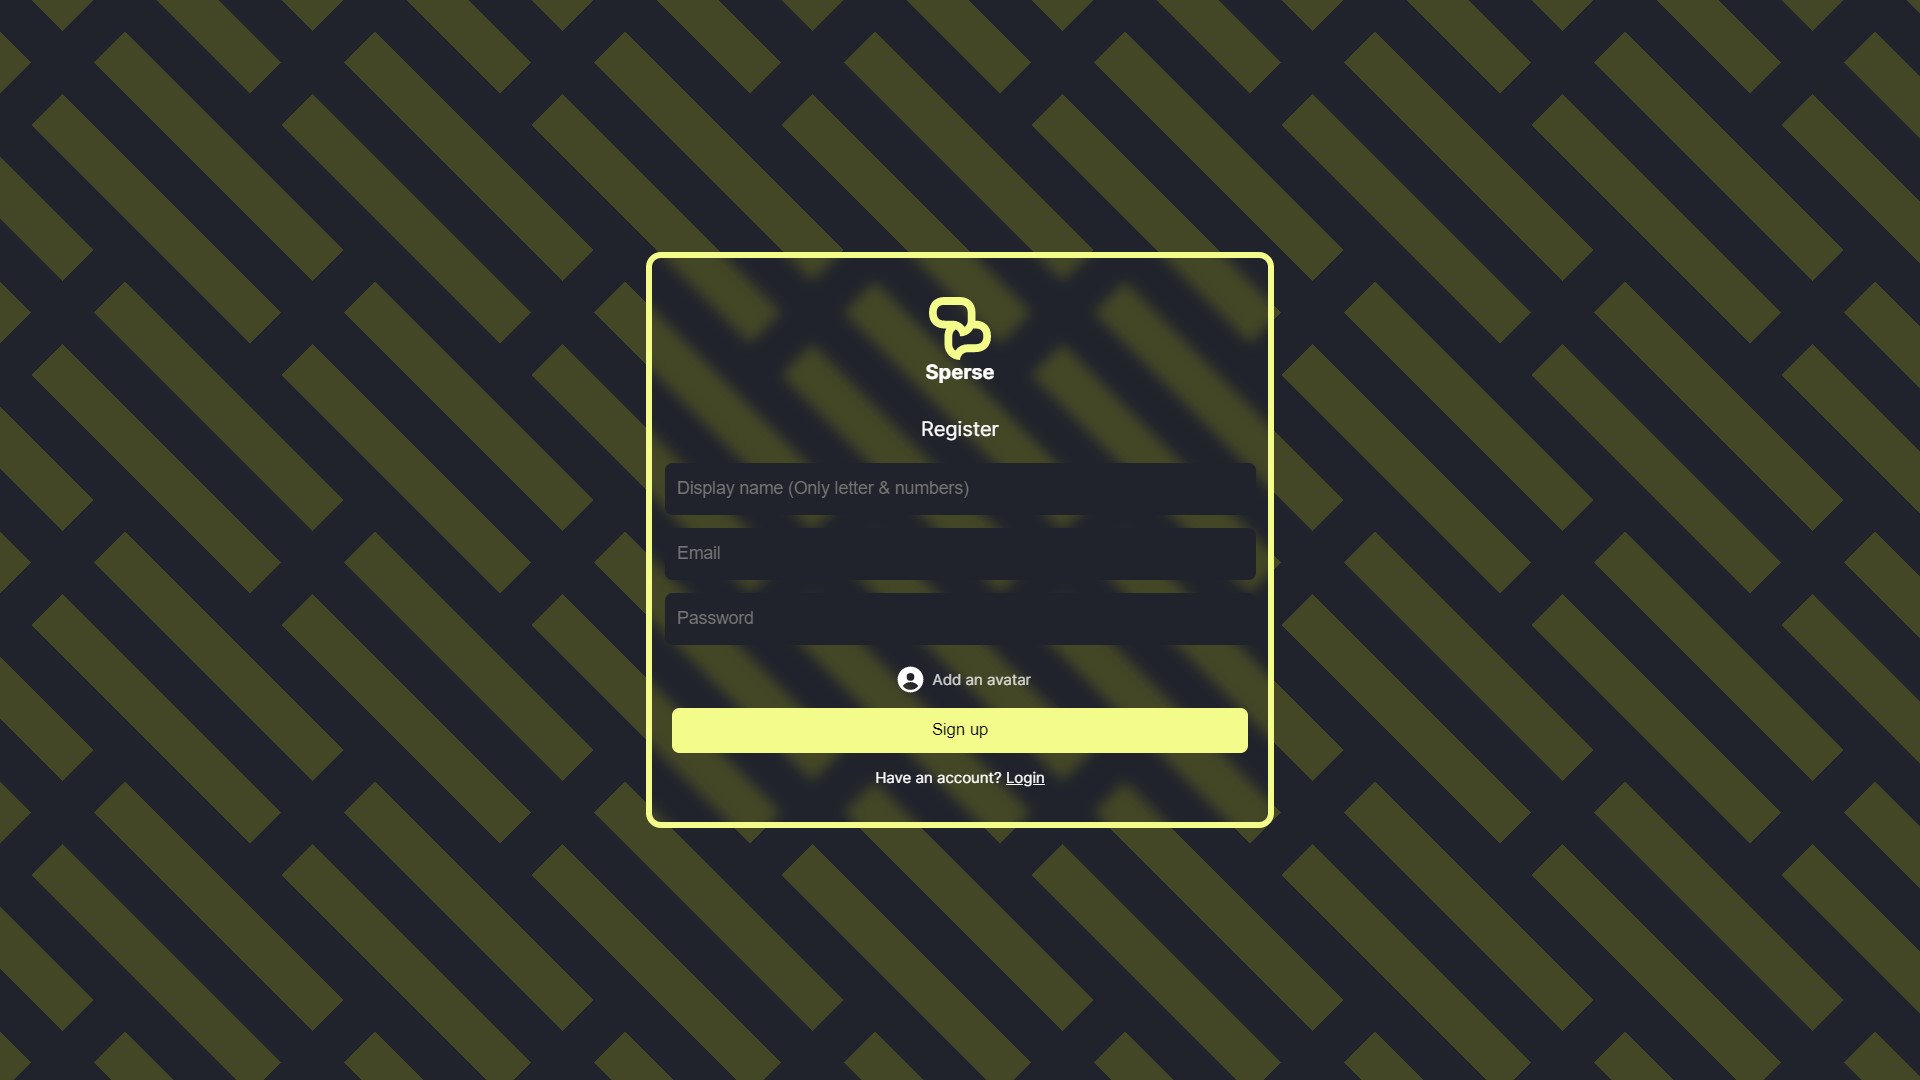 Sperse
Register
Display name (Only letter & numbers)
Email
Password
Add an avatar
Sign up
Have an account? Login